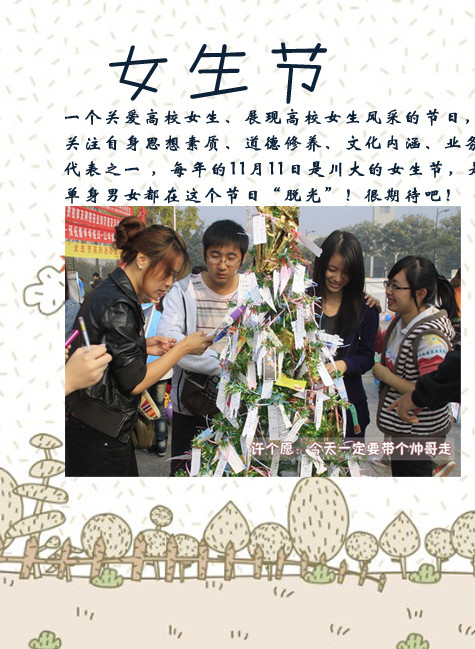 女生节
一个关爱高校女生、展现高校女生风采的节日，
关注自身思想素质、道德修养、文化内涵、业务
代表之一 ，每年的11月11日是川大的女生节，是
单身男女都在这个节日“脱光”！很期待吧！
许个愿：今天一定要带个帅哥走